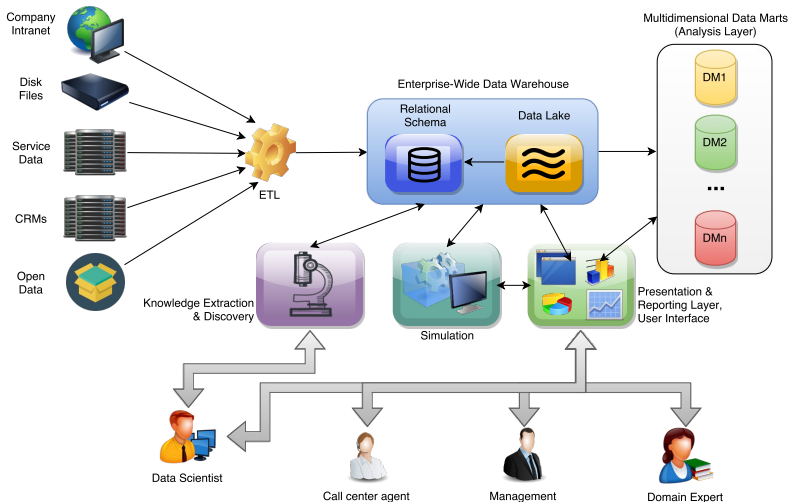 Company
Intranet
Disk
Files
Service
Data
CRMs
Open
Data
ETL
Enterprise-Wide Data Warehouse
Relational
Schema
Data Lake
Multidimensional Data Marts
(Analysis Layer)
DM1
DM2
...
DMn
Knowledge Extraction
& Discovery
Simulation
Presentation &
Reporting Layer,
User Interface
Data Scientist
Call center agent
Management
Domain Expert